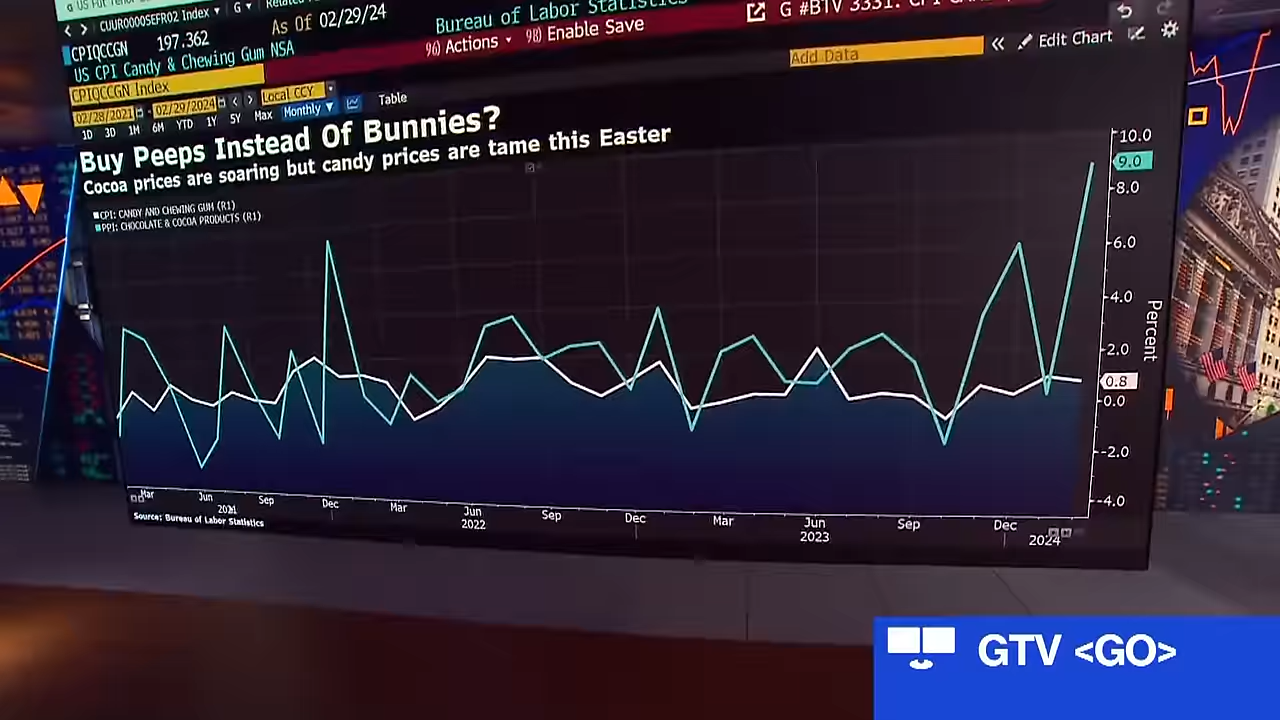 CUUR0000SEFR02 Index
G
As Of 02/29/24
Bureau of Labor Statistics
CPIQCCGN 197.362
US CPI Candy & Chewing Gum NSA
96) Actions
98) Enable Save
CPIQCCGN Index
Add Data
« Edit Chart
02/28/2021 - 02/29/2024
Local CCY
1D 3D 1M 6M YTD 1Y 5Y Max Monthly ▼ Table
Buy Peeps Instead Of Bunnies?
Cocoa prices are soaring but candy prices are tame this Easter
CPI: CANDY AND CHEWING GUM (R1)
PPI: CHOCOLATE & COCOA PRODUCTS (R1)
10.0
9.0
8.0
6.0
4.0
2.0
0.8
0.0
-2.0
-4.0
Percent
Mar Jun Sep Dec Mar Jun Sep Dec Mar Jun Sep Dec
2021 2022 2023 2024
Source: Bureau of Labor Statistics
GTV <GO>